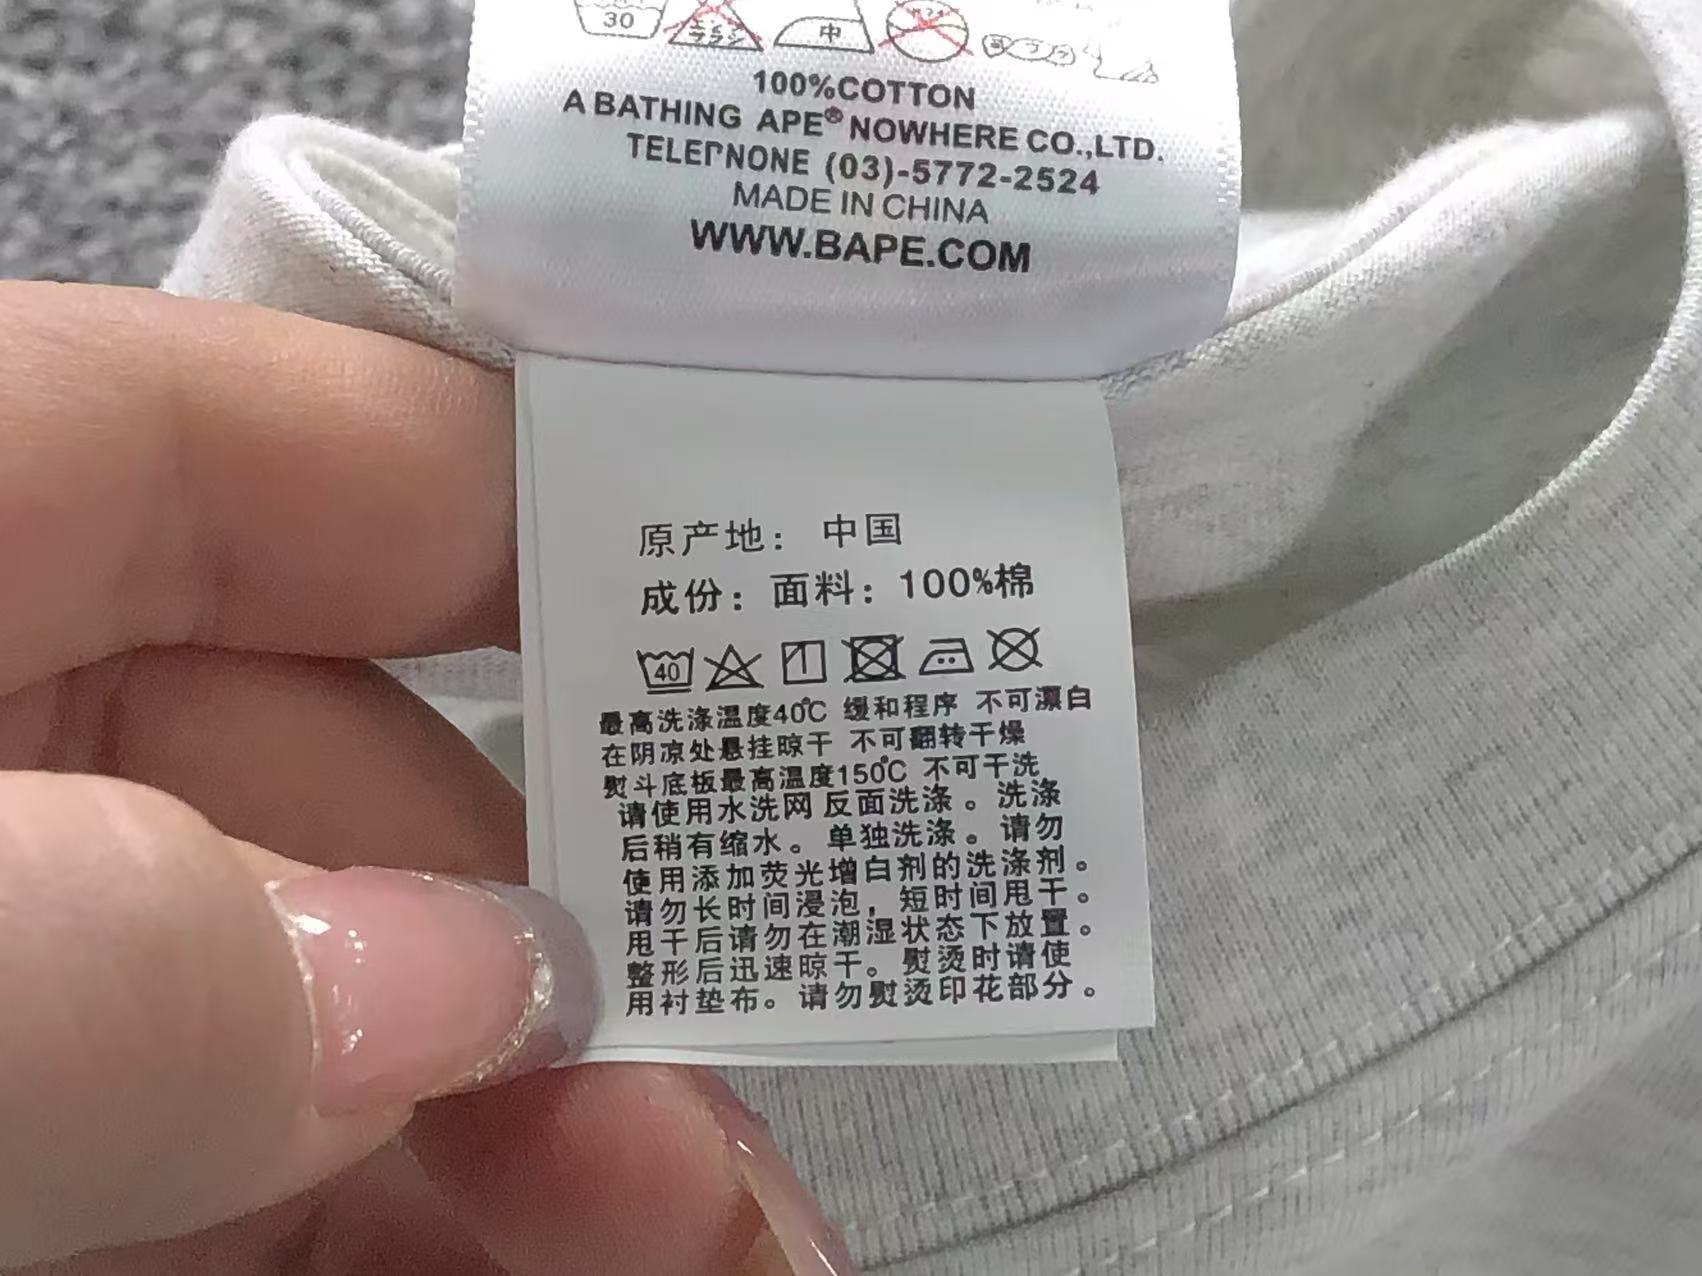 30
中
100%COTTON
A BATHING APE® NOWHERE CO.,LTD.
TELEPNONE (03)-5772-2524
MADE IN CHINA
WWW.BAPE.COM
原产地：中国
成份：面料：100%棉
40
最高洗涤温度40℃ 缓和程序 不可漂白
在阴凉处悬挂晾干 不可翻转干燥
熨斗底板最高温度150℃ 不可干洗
请使用水洗网 反面洗涤。洗涤
后稍有缩水。单独洗涤。请勿
使用添加荧光增白剂的洗涤剂。
请勿长时间浸泡，短时间甩干。
甩干后请勿在潮湿状态下放置。
整形后迅速晾干。熨烫时请使
用衬垫布。请勿熨烫印花部分。